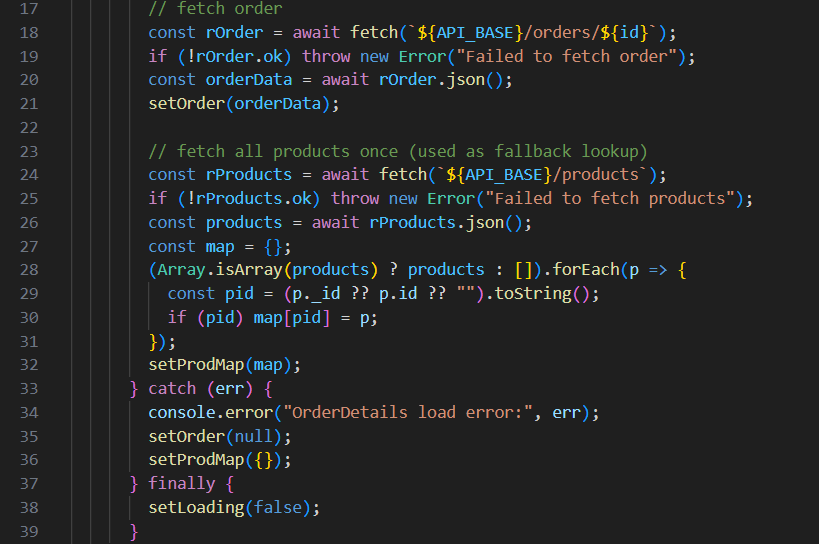 17 // fetch order
18 const rOrder = await fetch(`${API_BASE}/orders/${id}`);
19 if (!rOrder.ok) throw new Error("Failed to fetch order");
20 const orderData = await rOrder.json();
21 setOrder(orderData);
22
23 // fetch all products once (used as fallback lookup)
24 const rProducts = await fetch(`${API_BASE}/products`);
25 if (!rProducts.ok) throw new Error("Failed to fetch products");
26 const products = await rProducts.json();
27 const map = {};
28 (Array.isArray(products) ? products : []).forEach(p => {
29 const pid = (p._id ?? p.id ?? "").toString();
30 if (pid) map[pid] = p;
31 });
32 setProdMap(map);
33 } catch (err) {
34 console.error("OrderDetails load error:", err);
35 setOrder(null);
36 setProdMap({});
37 } finally {
38 setLoading(false);
39 }